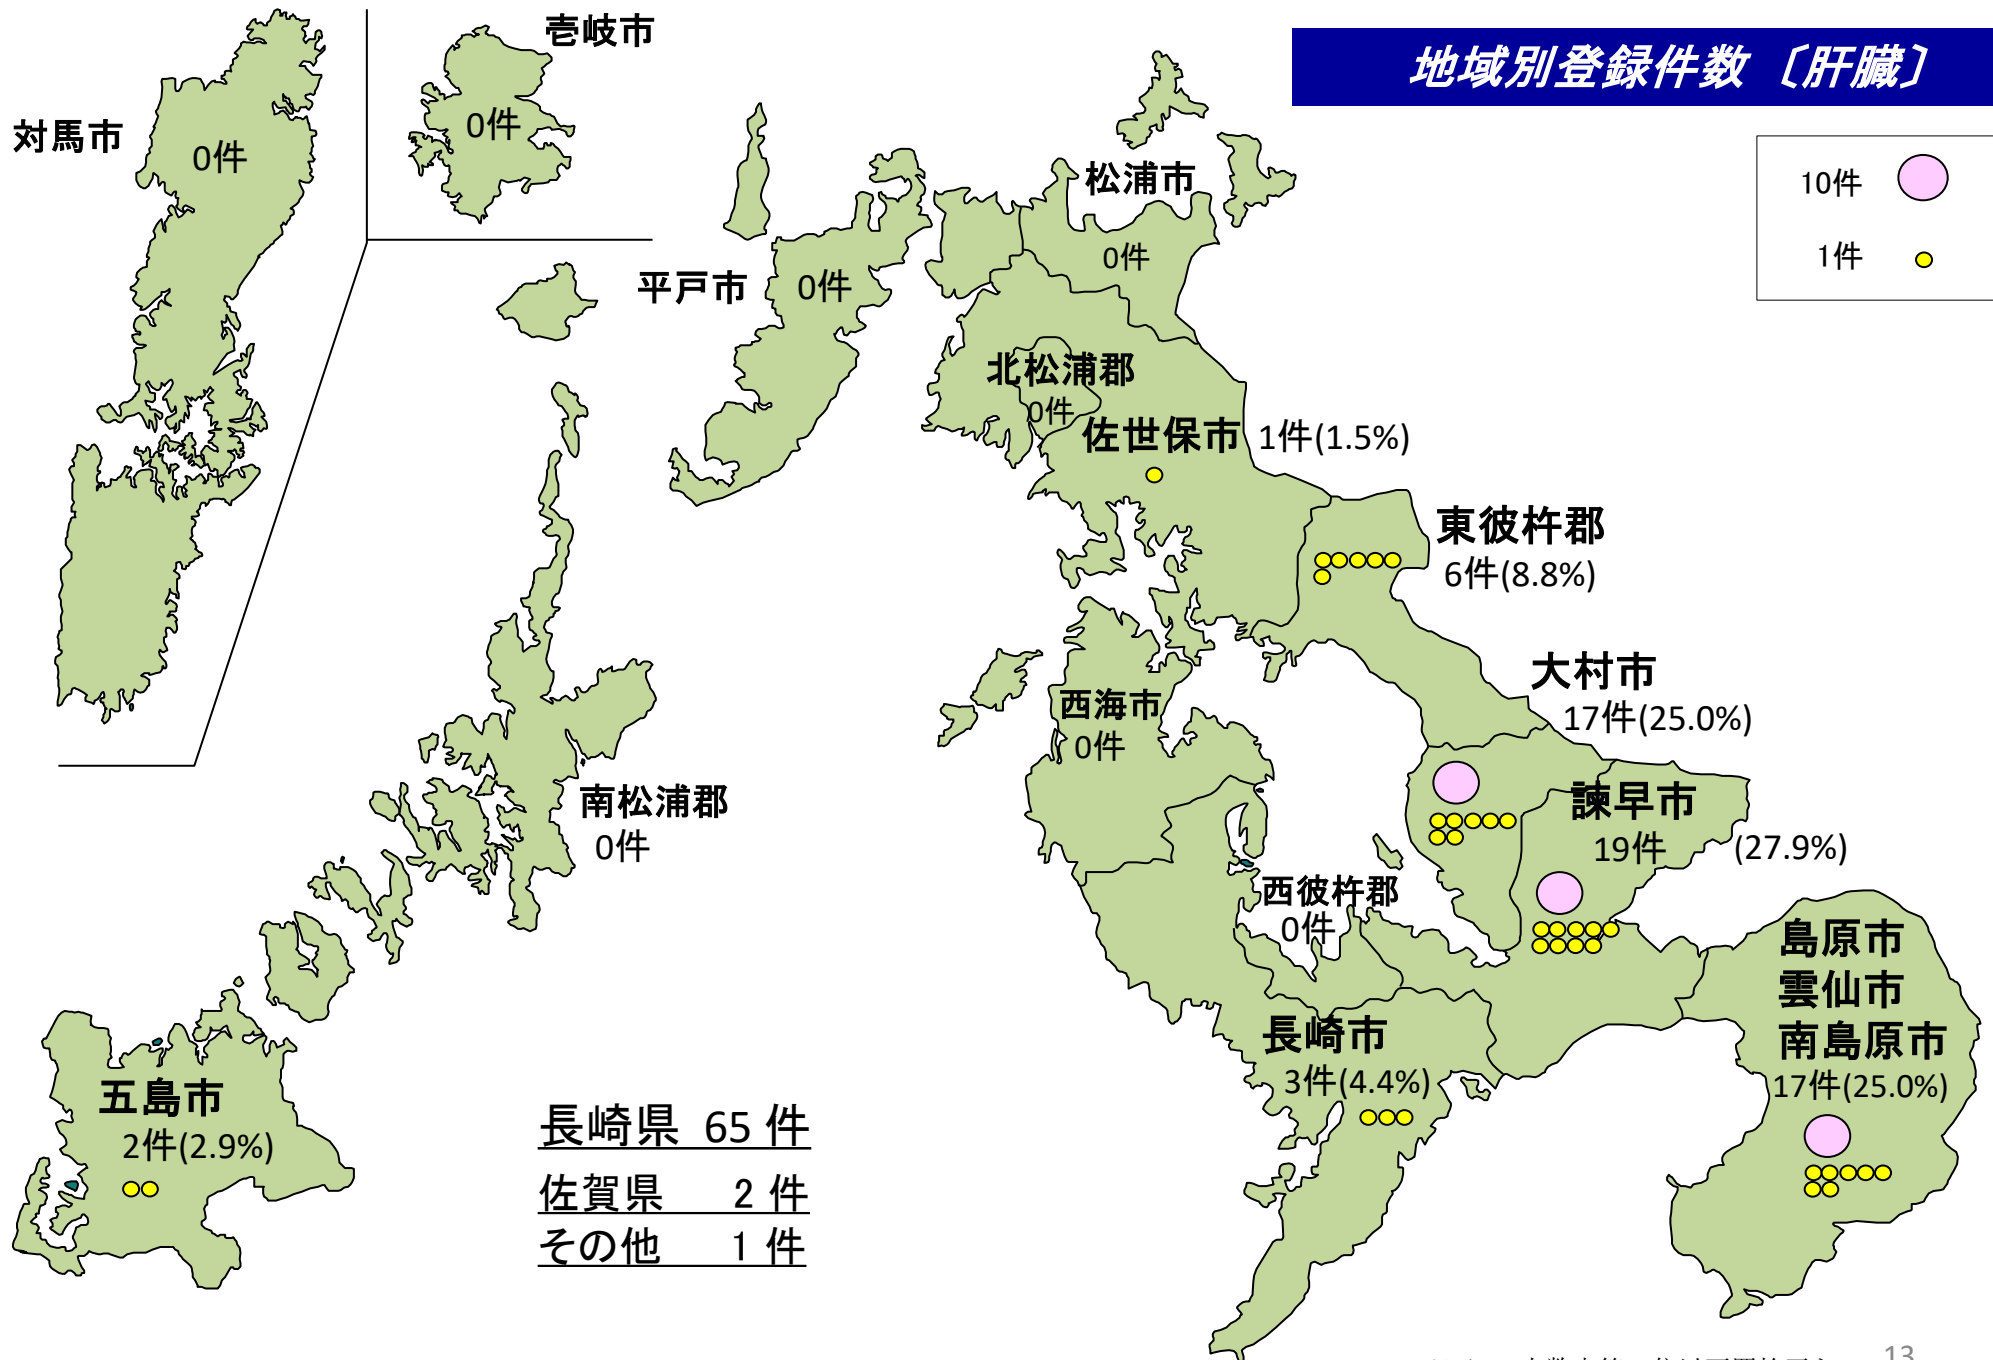 地域別登録件数〔肝臓〕
10件
1件
対馬市
0件
壱岐市
0件
松浦市
0件
平戸市
0件
北松浦郡
0件
佐世保市 1件(1.5%)
東彼杵郡
6件(8.8%)
大村市
17件(25.0%)
西海市
0件
諫早市
19件 (27.9%)
南松浦郡
0件
西彼杵郡
0件
島原市
雲仙市
南島原市
17件(25.0%)
長崎市
3件(4.4%)
五島市
2件(2.9%)
長崎県 65 件
佐賀県 2 件
その他 1 件
13